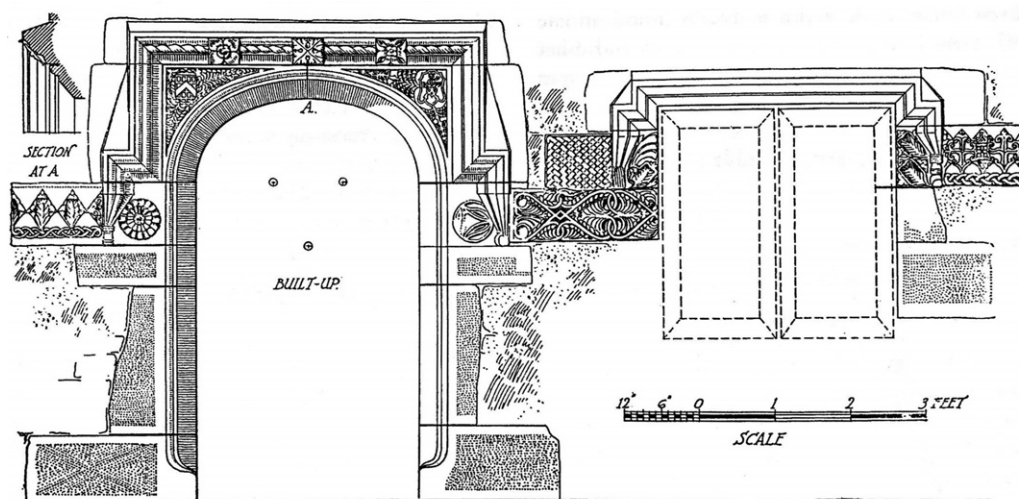 A.
SECTION
AT A.
BUILT-UP.
12" 6" 0 1 2 3 FEET
SCALE